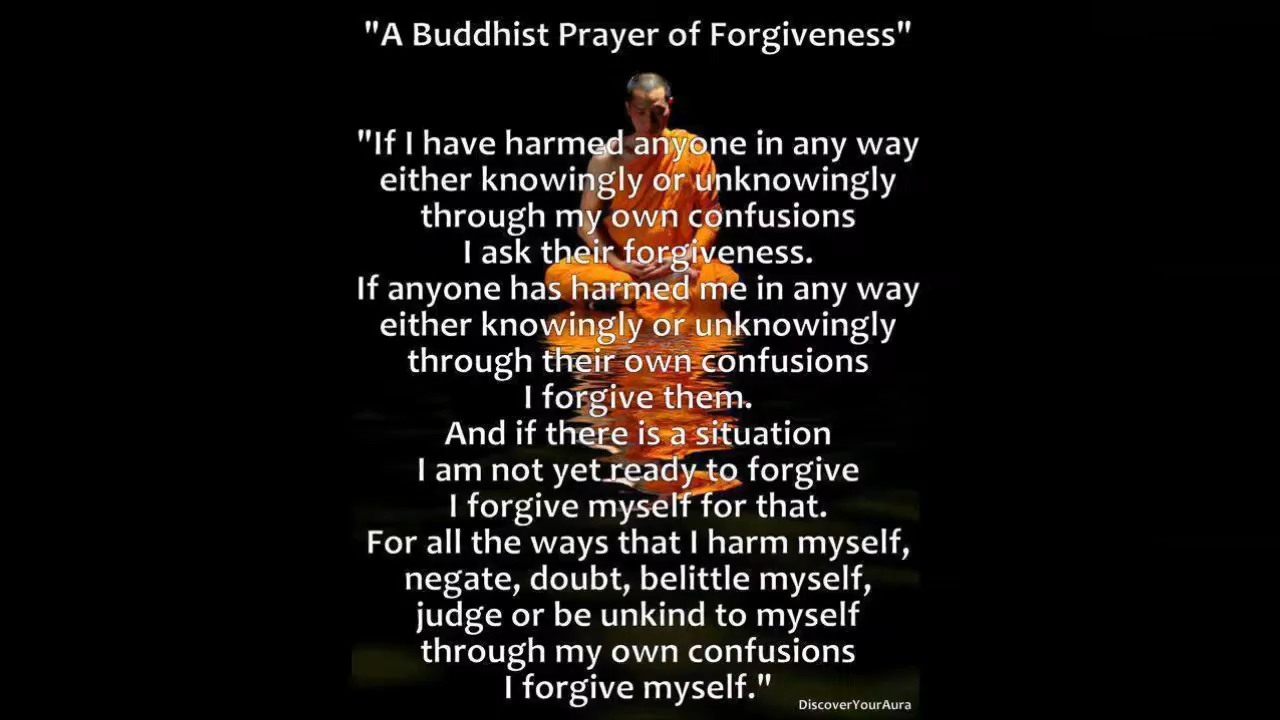 "A Buddhist Prayer of Forgiveness"
"If I have harmed anyone in any way
either knowingly or unknowingly
through my own confusions
I ask their forgiveness.
If anyone has harmed me in any way
either knowingly or unknowingly
through their own confusions
I forgive them.
And if there is a situation
I am not yet ready to forgive
I forgive myself for that.
For all the ways that I harm myself,
negate, doubt, belittle myself,
judge or be unkind to myself
through my own confusions
I forgive myself."
DiscoverYourAura